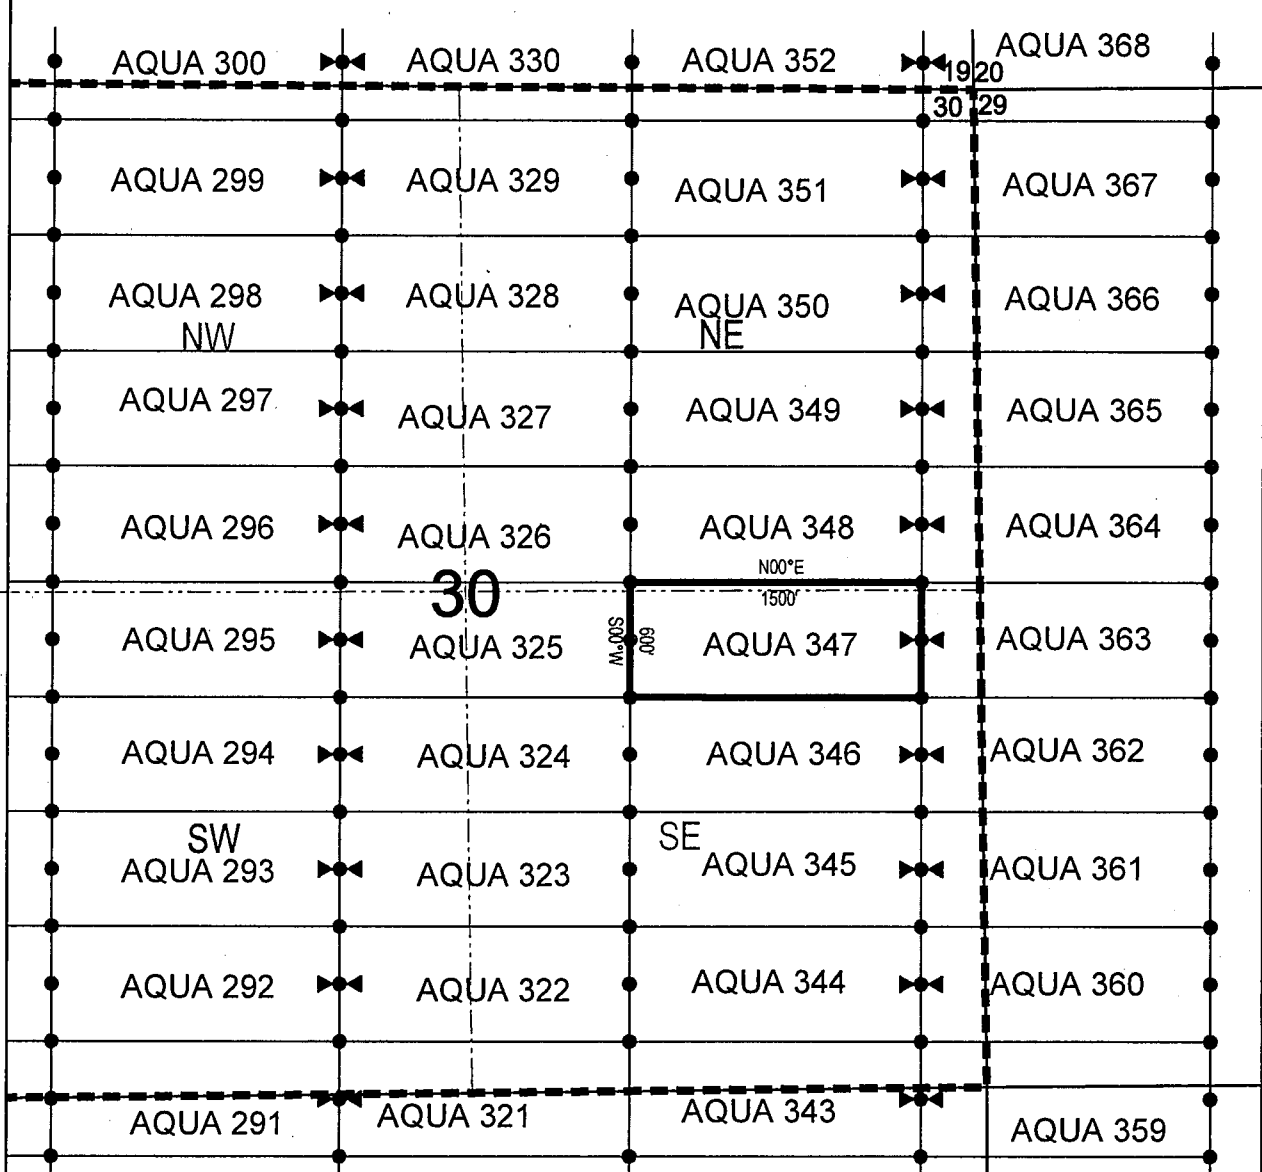 AQUA 300 AQUA 330 AQUA 352 AQUA 368
19 20
30 29
AQUA 299 AQUA 329 AQUA 351 AQUA 367
AQUA 298 AQUA 328 AQUA 350 AQUA 366
NW NE
AQUA 297 AQUA 327 AQUA 349 AQUA 365
AQUA 296 AQUA 326 AQUA 348 AQUA 364
N00°E
30 1500'
AQUA 295 AQUA 325 S00°W 600' AQUA 347 AQUA 363
AQUA 294 AQUA 324 AQUA 346 AQUA 362
SW SE
AQUA 293 AQUA 323 AQUA 345 AQUA 361
AQUA 292 AQUA 322 AQUA 344 AQUA 360
AQUA 291 AQUA 321 AQUA 343 AQUA 359